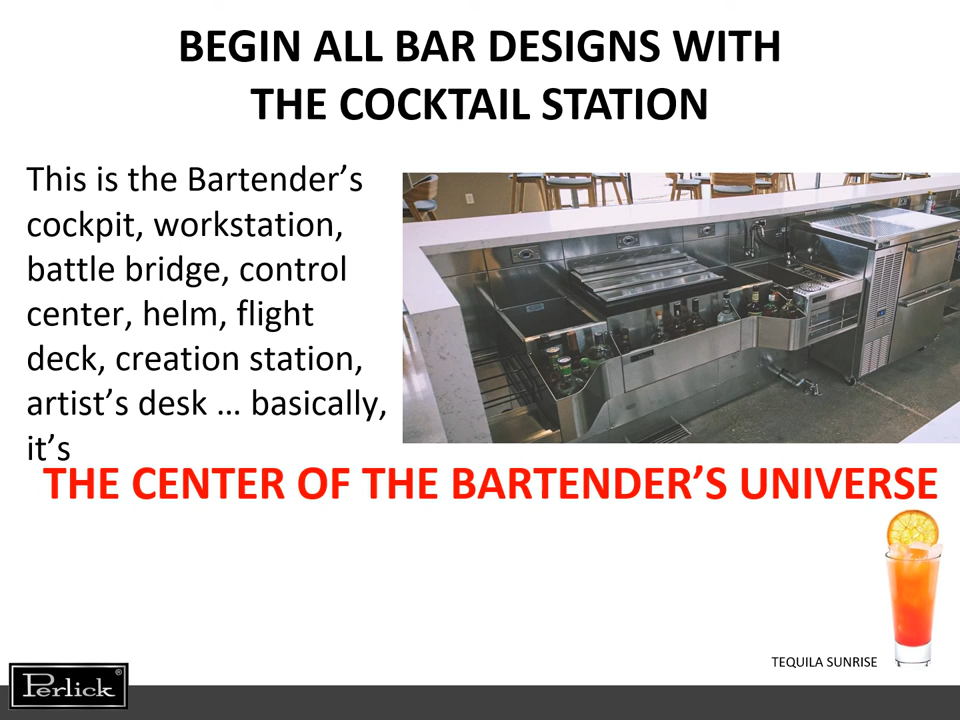 BEGIN ALL BAR DESIGNS WITH
THE COCKTAIL STATION
This is the Bartender’s
cockpit, workstation,
battle bridge, control
center, helm, flight
deck, creation station,
artist’s desk … basically,
it’s
THE CENTER OF THE BARTENDER’S UNIVERSE
TEQUILA SUNRISE
Perlick®